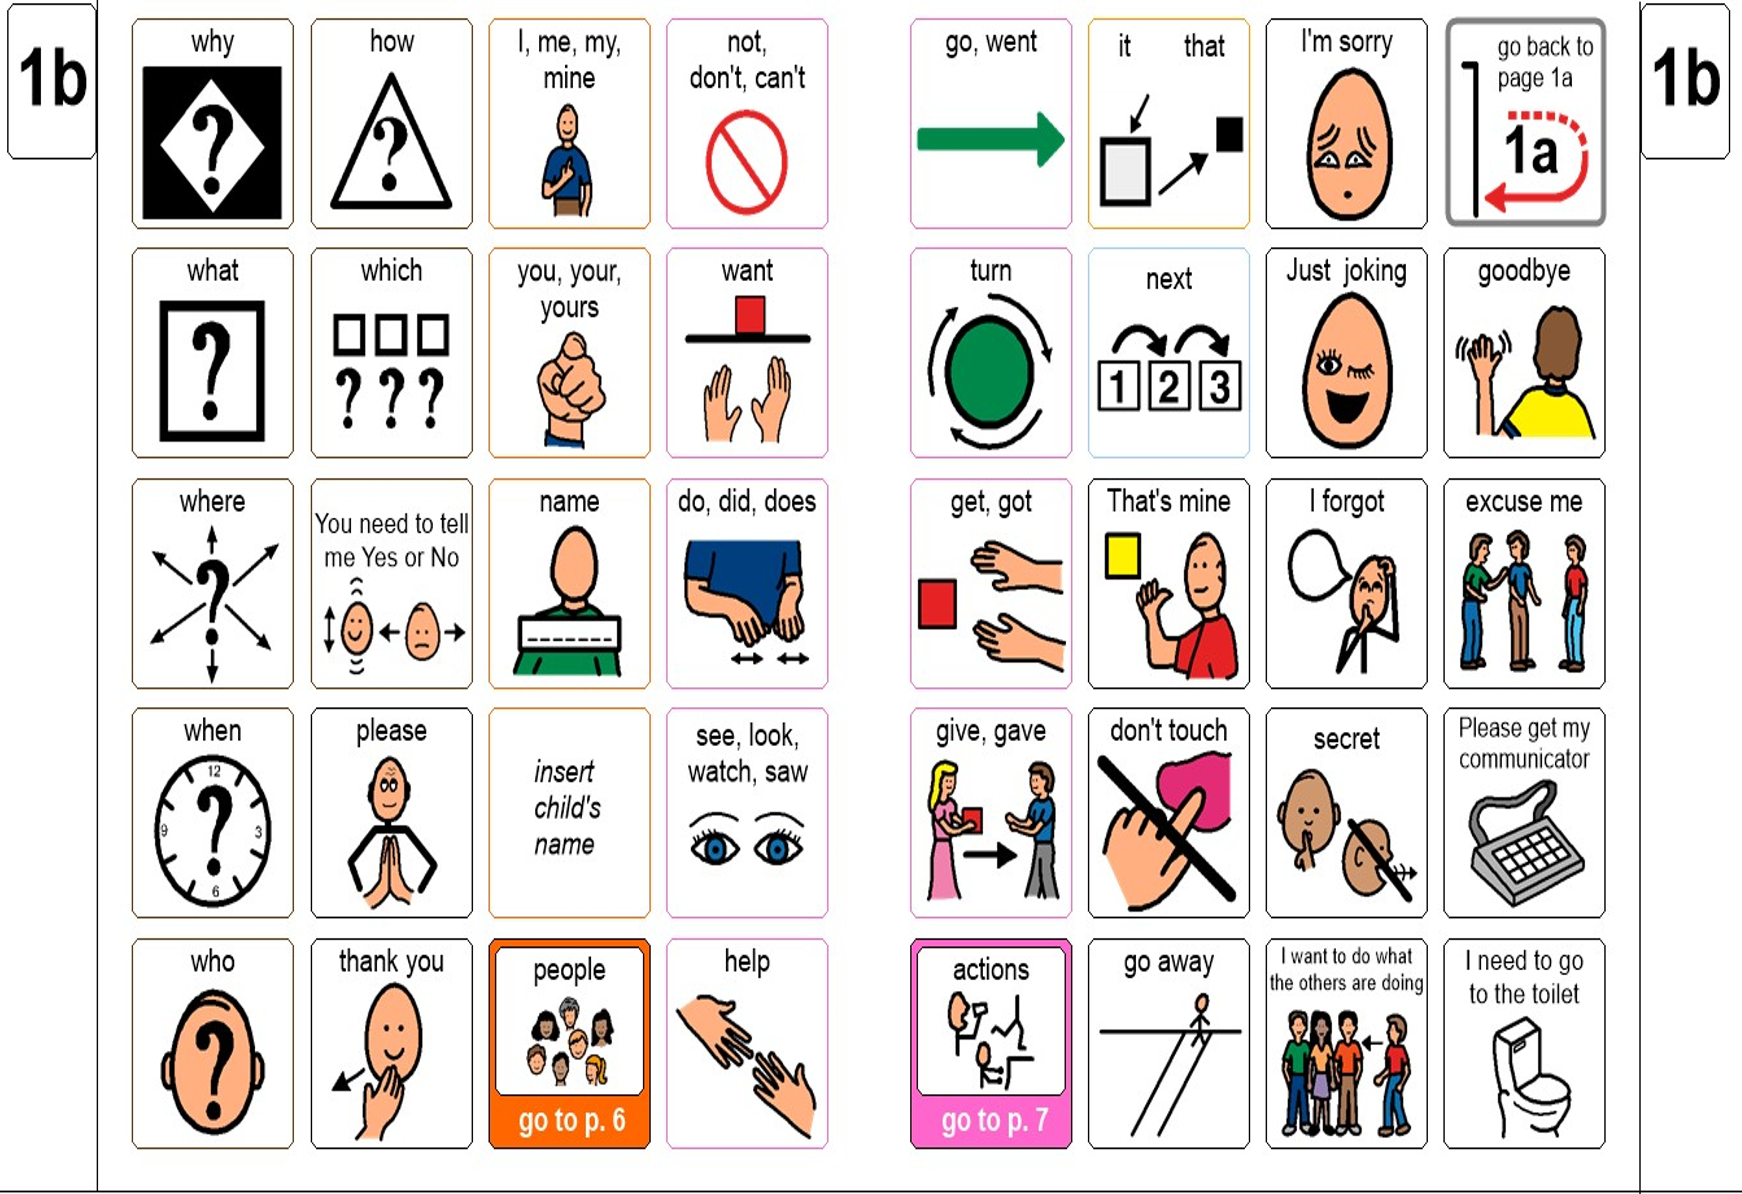 1b
why
how
I, me, my,
mine
not,
don't, can't
go, went
it that
I'm sorry
go back to
page 1a
1a
1b
what
which
you, your,
yours
want
turn
next
1 2 3
Just joking
goodbye
where
You need to tell
me Yes or No
name
do, did, does
get, got
That's mine
I forgot
excuse me
when
12
9 3
6
please
insert
child's
name
see, look,
watch, saw
give, gave
don't touch
secret
Please get my
communicator
who
thank you
people
go to p. 6
help
actions
go to p. 7
go away
I want to do what
the others are doing
I need to go
to the toilet